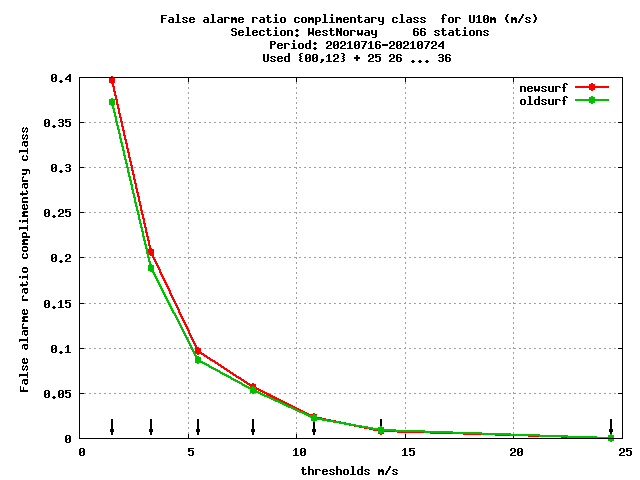 False alarme ratio complimentary class  for U10m (m/s)
Selection: WestNorway     66 stations
Period: 20210716-20210724
Used {00,12} + 25 26 ... 36
newsurf
oldsurf
0.4
0.35
0.3
0.25
0.2
0.15
0.1
0.05
0
False alarme ratio complimentary class
0 5 10 15 20 25
thresholds m/s